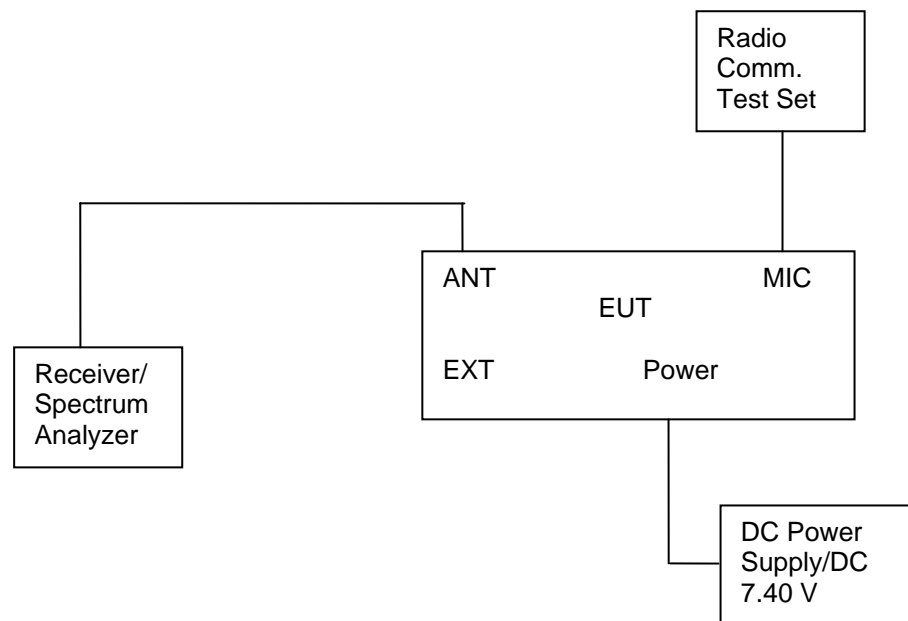 Radio
Comm.
Test Set
ANT
MIC
EUT
EXT
Power
Receiver/
Spectrum
Analyzer
DC Power
Supply/DC
7.40 V